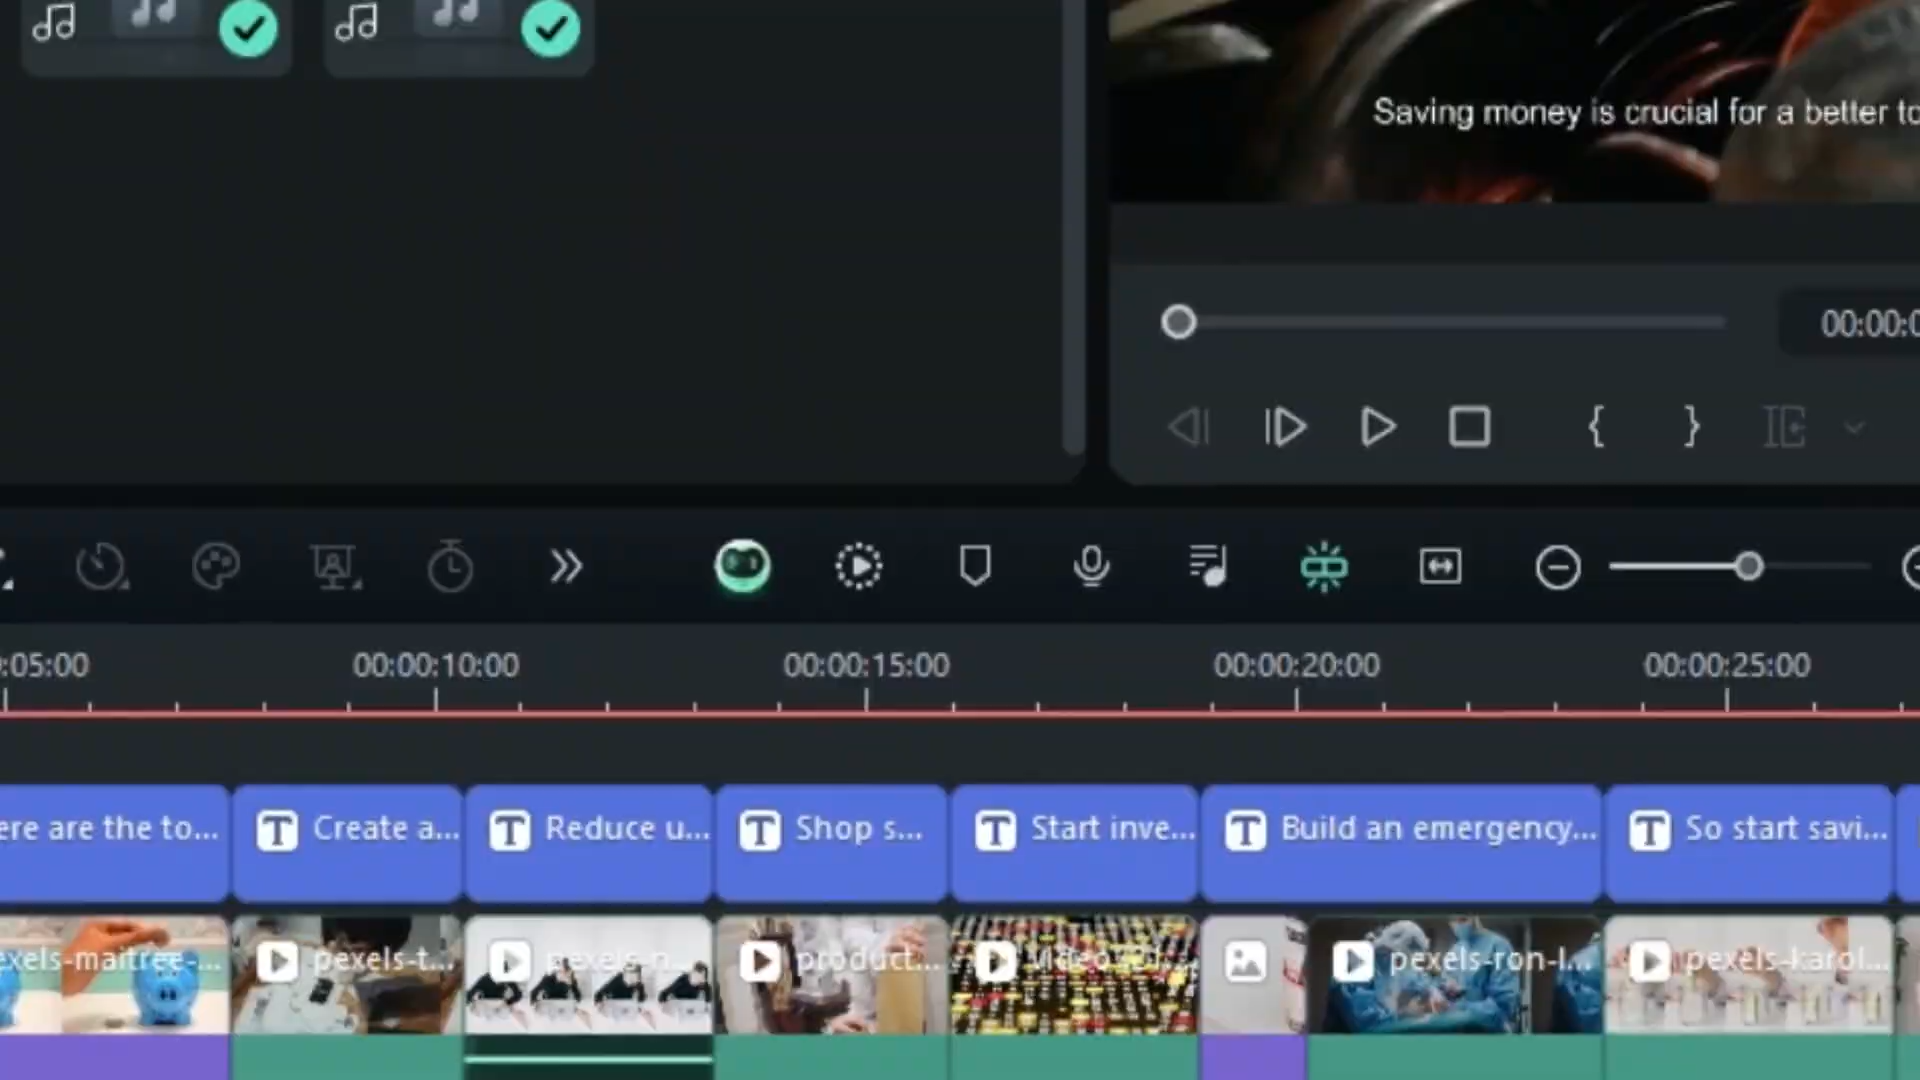 Saving money is crucial for a better to
00:00:0
:05:00
00:00:10:00
00:00:15:00
00:00:20:00
00:00:25:00
ere are the to...
T Create a...
T Reduce u...
T Shop s...
T Start inve...
T Build an emergency...
T So start savi...
exels-maitree-...
pexels-t...
pexels-n...
product...
pexels-ron-l...
pexels-karol...